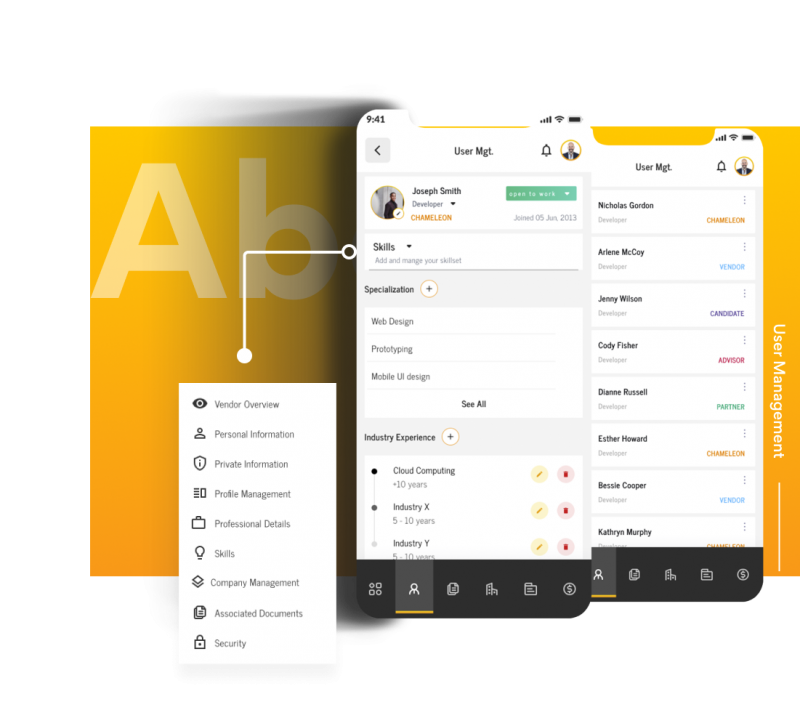 Ab
9:41
User Mgt.
Joseph Smith
Developer
CHAMELEON
open to work
Joined 05 Jun, 2013
Skills
Add and mange your skillset
Specialization
Web Design
Prototyping
Mobile UI design
See All
Industry Experience
Cloud Computing
+10 years
Industry X
5 - 10 years
Industry Y
5 - 10 years
User Mgt.
Nicholas Gordon
Developer
CHAMELEON
Arlene McCoy
Developer
VENDOR
Jenny Wilson
Developer
CANDIDATE
Cody Fisher
Developer
ADVISOR
Dianne Russell
Developer
PARTNER
Esther Howard
Developer
CHAMELEON
Bessie Cooper
Developer
VENDOR
Kathryn Murphy
Developer
CHAMELEON
User Management
Vendor Overview
Personal Information
Private Information
Profile Management
Professional Details
Skills
Company Management
Associated Documents
Security